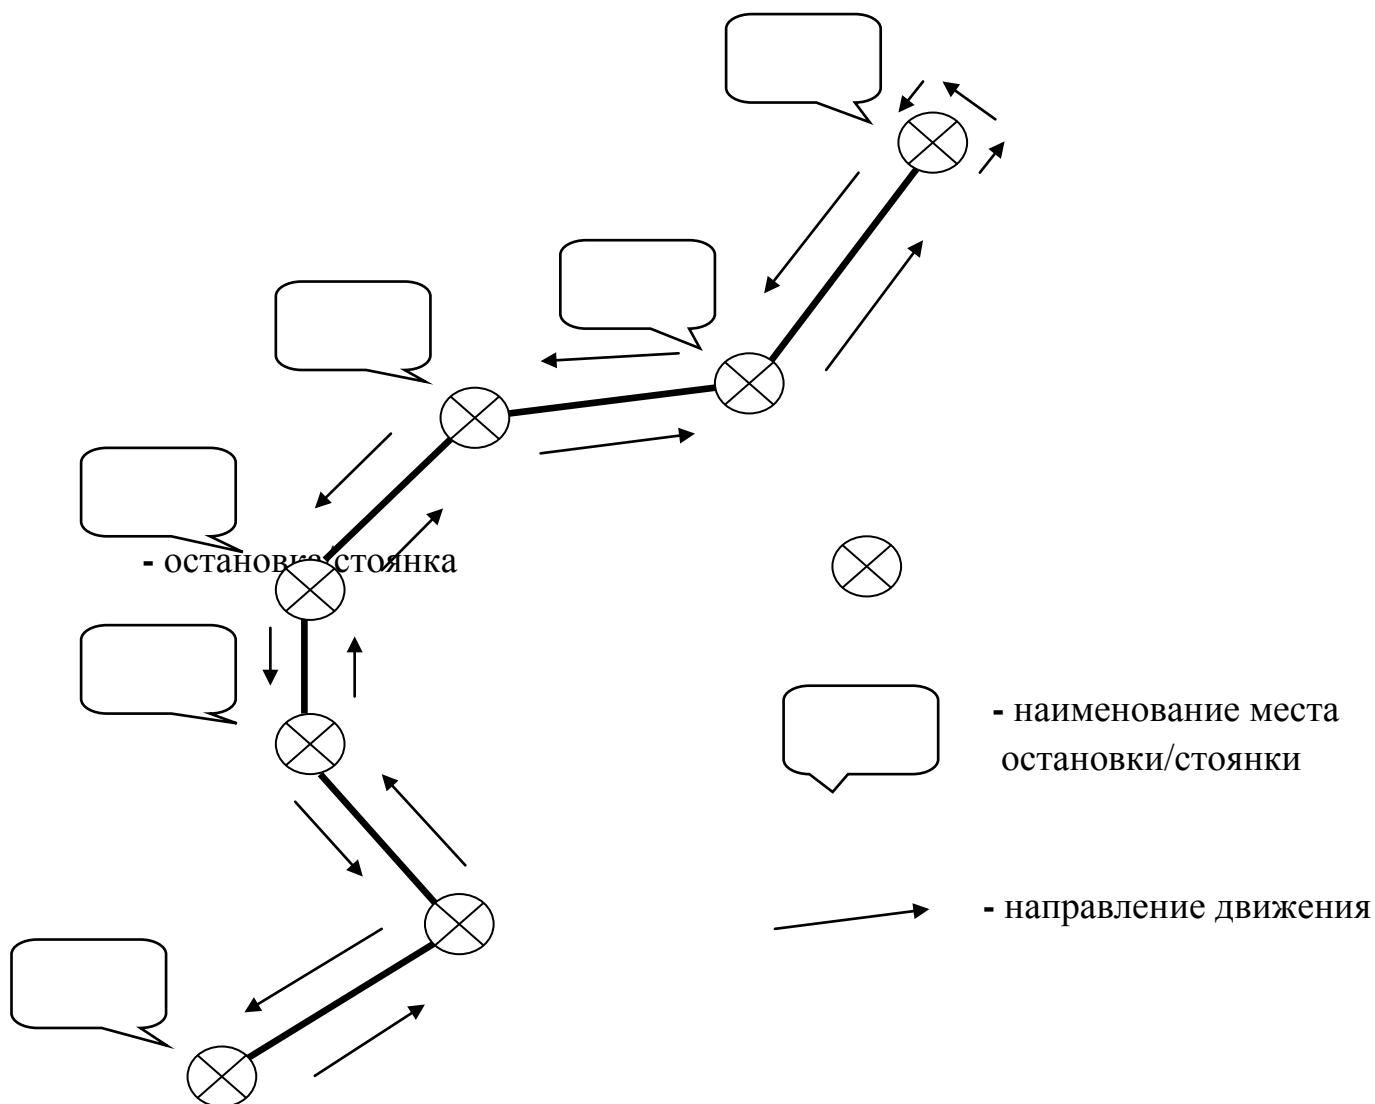 - остановка/стоянка
- наименование места
остановки/стоянки
- направление движения